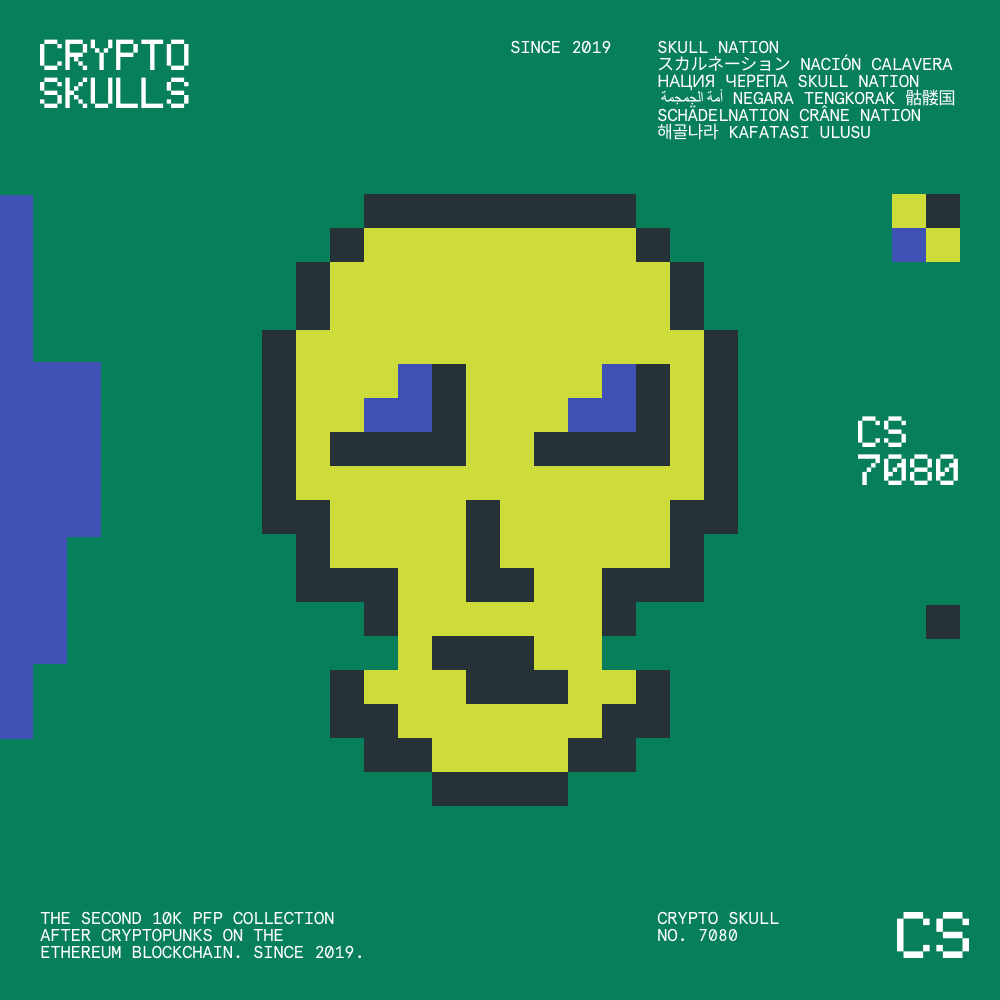 CRYPTO
SKULLS
SINCE 2019
SKULL NATION
スカルネーション NACIÓN CALAVERA
НАЦИЯ ЧЕРЕПА SKULL NATION
أمة الجمجمة NEGARA TENGKORAK 骷髅国
SCHÄDELNATION CRÂNE NATION
해골나라 KAFATASI ULUSU
CS
7080
THE SECOND 10K PFP COLLECTION
AFTER CRYPTOPUNKS ON THE
ETHEREUM BLOCKCHAIN. SINCE 2019.
CRYPTO SKULL
NO. 7080
CS